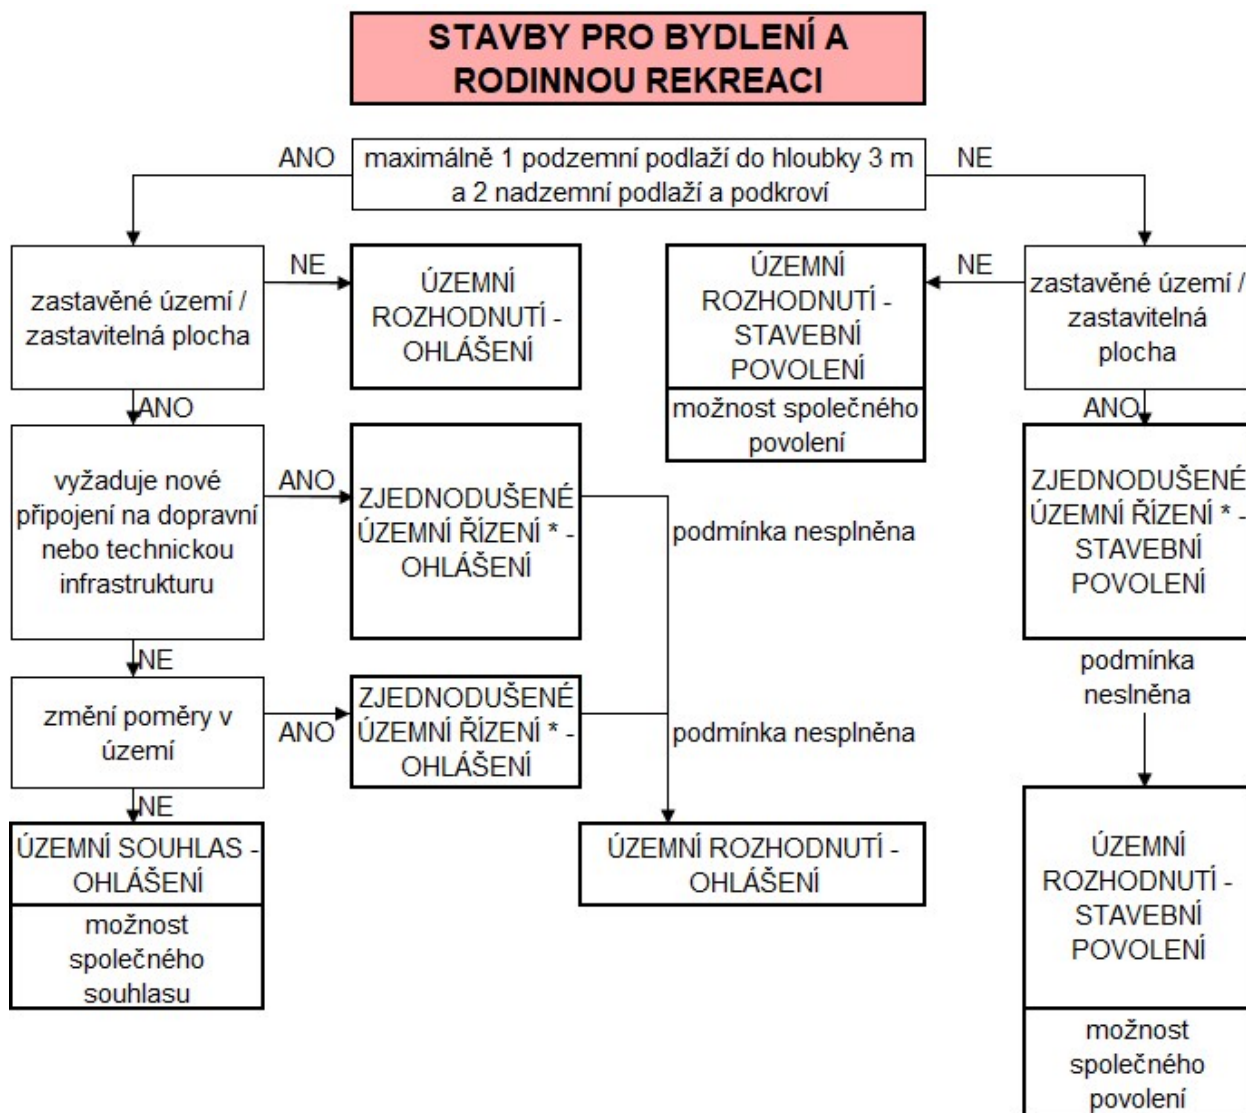 STAVBY PRO BYDLENÍ A
RODINNOU REKREACI
ANO
maximálně 1 podzemní podlaží do hloubky 3 m
a 2 nadzemní podlaží a podkroví
NE
zastavěné území /
zastavitelná plocha
NE
ÚZEMNÍ
ROZHODNUTÍ -
OHLÁŠENÍ
ÚZEMNÍ
ROZHODNUTÍ -
STAVEBNÍ
POVOLENÍ
možnost společného
povolení
NE
zastavěné území /
zastavitelná
plocha
ANO
ANO
vyžaduje nové
připojení na dopravní
nebo technickou
infrastrukturu
ANO
ZJEDNODUŠENÉ
ÚZEMNÍ ŘÍZENÍ * -
OHLÁŠENÍ
podmínka nesplněna
ZJEDNODUŠENÉ
ÚZEMNÍ ŘÍZENÍ * -
STAVEBNÍ
POVOLENÍ
NE
podmínka
neslněna
změní poměry v
území
ANO
ZJEDNODUŠENÉ
ÚZEMNÍ ŘÍZENÍ * -
OHLÁŠENÍ
podmínka nesplněna
NE
ÚZEMNÍ SOUHLAS -
OHLÁŠENÍ
možnost
společného
souhlasu
ÚZEMNÍ ROZHODNUTÍ -
OHLÁŠENÍ
ÚZEMNÍ
ROZHODNUTÍ -
STAVEBNÍ
POVOLENÍ
možnost
společného
povolení